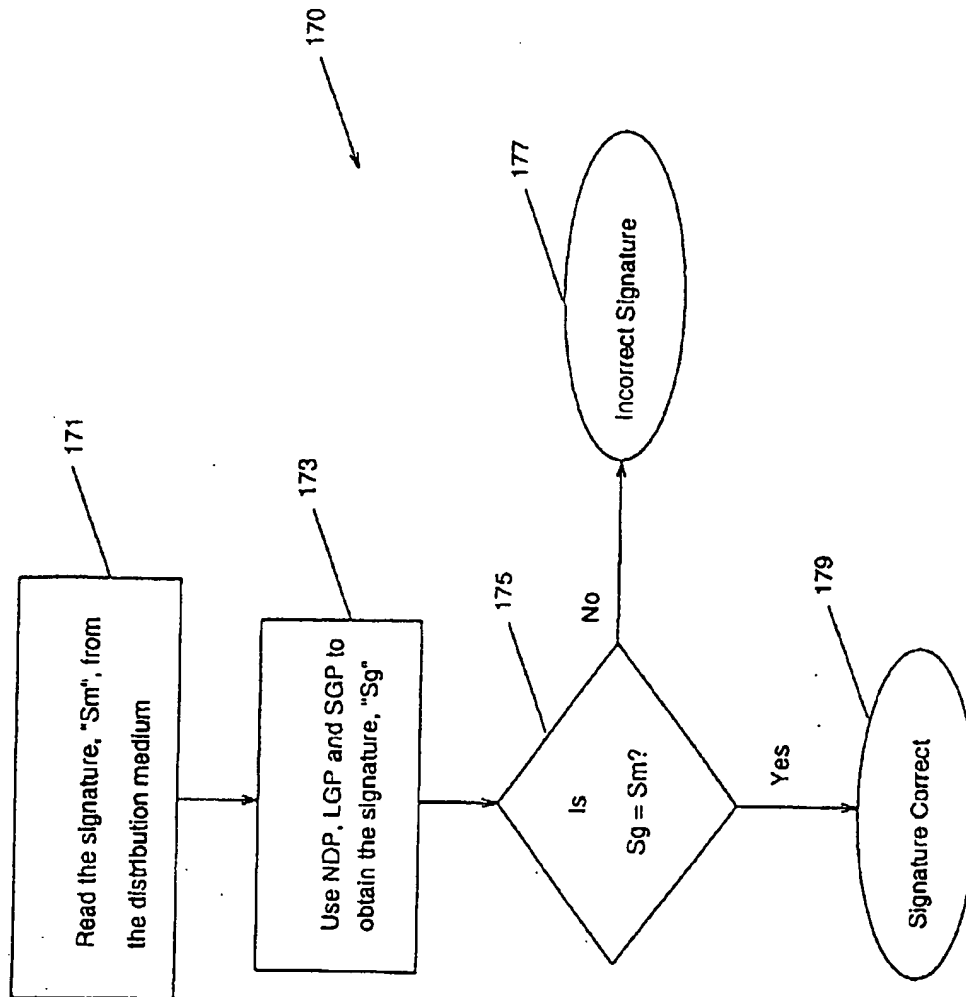 170
171
Read the signature, "Sm", from
the distribution medium
173
Use NDP, LGP and SGP to
obtain the signature, "Sg"
175
Is
Sg = Sm?
No
177
Incorrect Signature
Yes
179
Signature Correct